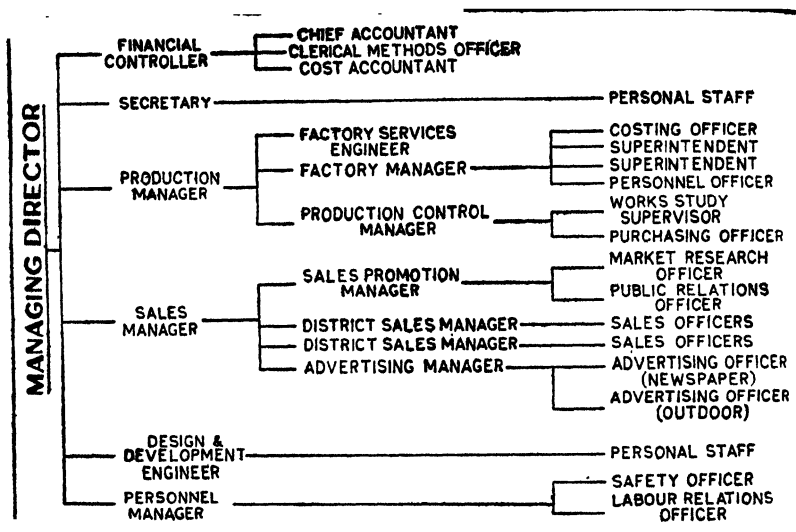 MANAGING DIRECTOR
FINANCIAL
CONTROLLER
CHIEF ACCOUNTANT
CLERICAL METHODS OFFICER
COST ACCOUNTANT
SECRETARY
PERSONAL STAFF
PRODUCTION
MANAGER
FACTORY SERVICES
ENGINEER
FACTORY MANAGER
COSTING OFFICER
SUPERINTENDENT
SUPERINTENDENT
PERSONNEL OFFICER
PRODUCTION CONTROL
MANAGER
WORKS STUDY
SUPERVISOR
PURCHASING OFFICER
SALES
MANAGER
SALES PROMOTION
MANAGER
MARKET RESEARCH
OFFICER
PUBLIC RELATIONS
OFFICER
DISTRICT SALES MANAGER
SALES OFFICERS
DISTRICT SALES MANAGER
SALES OFFICERS
ADVERTISING MANAGER
ADVERTISING OFFICER
(NEWSPAPER)
ADVERTISING OFFICER
(OUTDOOR)
DESIGN &
DEVELOPMENT
ENGINEER
PERSONAL STAFF
PERSONNEL
MANAGER
SAFETY OFFICER
LABOUR RELATIONS
OFFICER